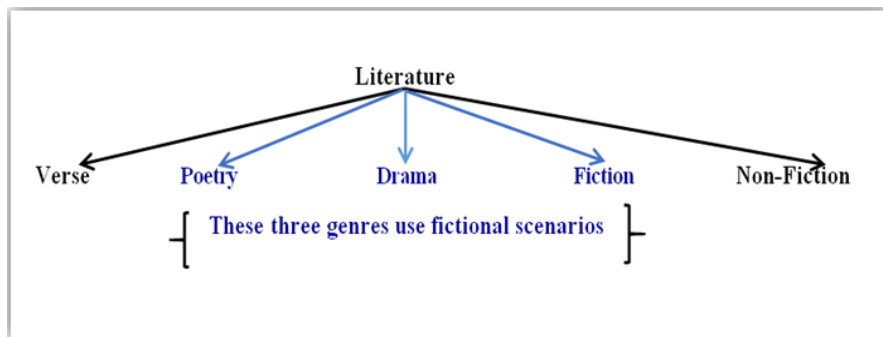 Literature
Verse Poetry Drama Fiction Non-Fiction
These three genres use fictional scenarios